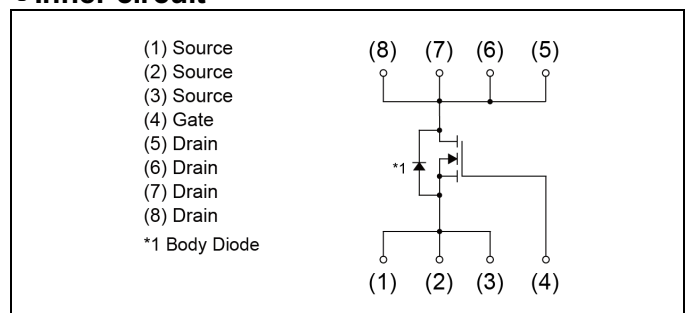 Inner circuit
(1) Source
(2) Source
(3) Source
(4) Gate
(5) Drain
(6) Drain
(7) Drain
(8) Drain
*1 Body Diode
(8) (7) (6) (5)
*1
(1) (2) (3) (4)